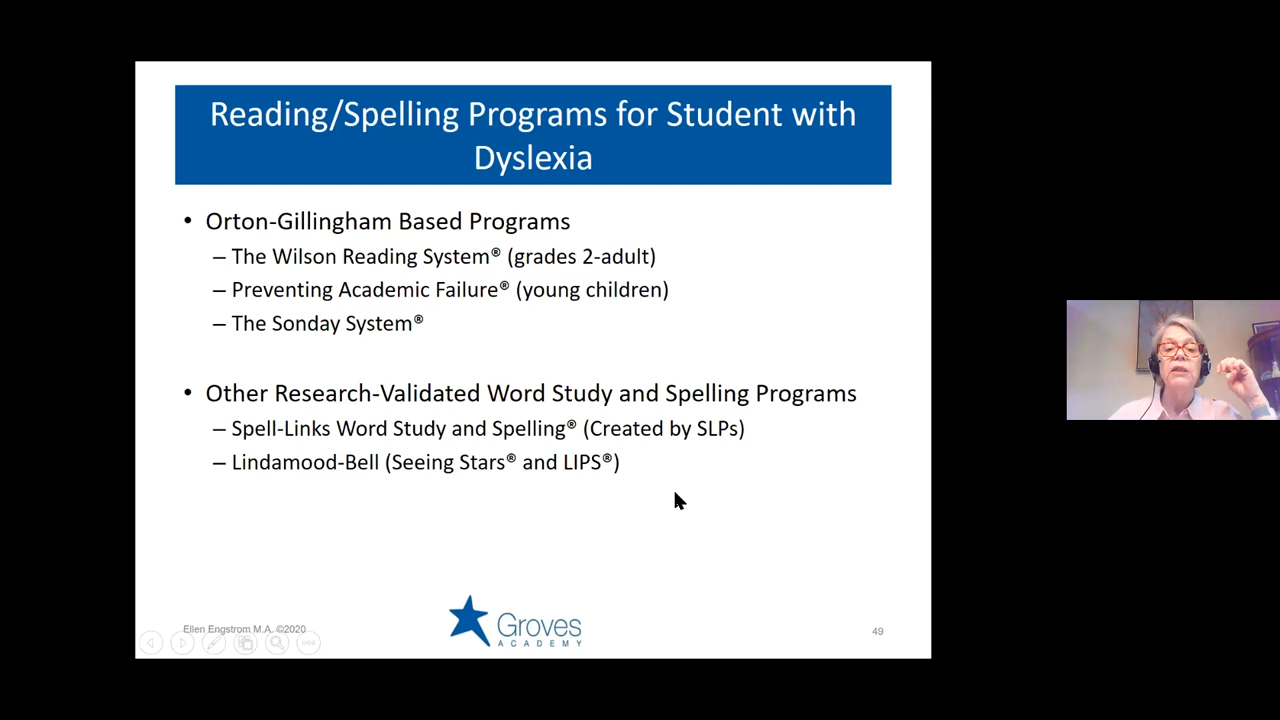 Reading/Spelling Programs for Student with
Dyslexia
• Orton-Gillingham Based Programs
– The Wilson Reading System® (grades 2-adult)
– Preventing Academic Failure® (young children)
– The Sonday System®
• Other Research-Validated Word Study and Spelling Programs
– Spell-Links Word Study and Spelling® (Created by SLPs)
– Lindamood-Bell (Seeing Stars® and LIPS®)
Ellen Engstrom M.A. ©2020
Groves
ACADEMY
49